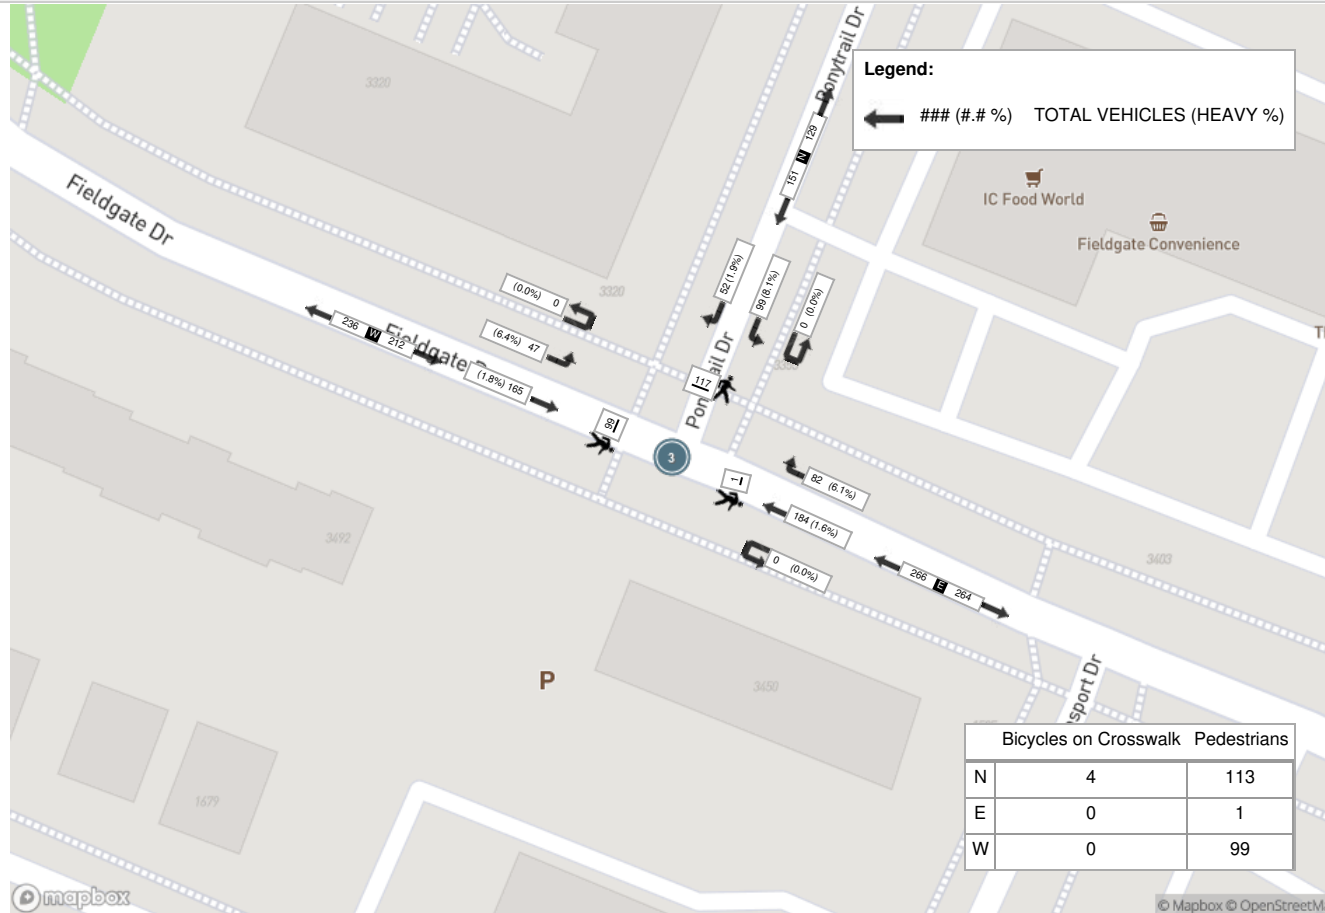 Ponytrail Dr
Legend:
### (#.# %) TOTAL VEHICLES (HEAVY %)
3320
129
N
151
IC Food World
Fieldgate Convenience
Fieldgate Dr
52 (1.9%)
99 (8.1%)
0 (0.0%)
(0.0%) 0
3320
236 W 212
(6.4%) 47
(1.8%) 165
117
99
3
1
82 (6.1%)
184 (1.6%)
0 (0.0%)
266 E 264
3492
3403
P
3450
1679
Bicycles on Crosswalk Pedestrians
N 4 113
E 0 1
W 0 99
mapbox
© Mapbox © OpenStreetM